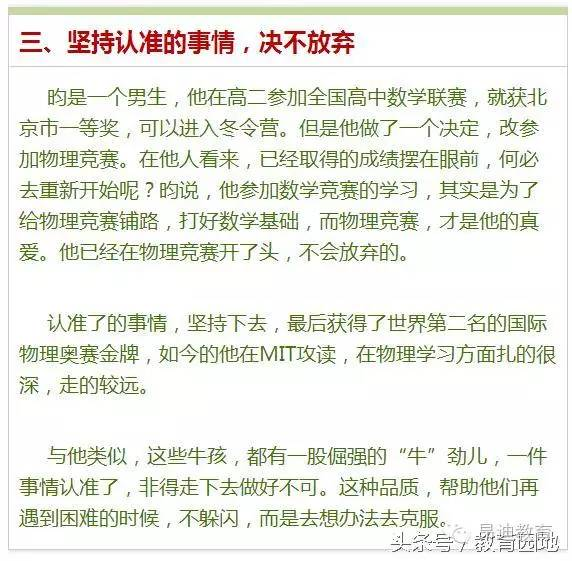 三、坚持认准的事情，决不放弃
昀是一个男生，他在高二参加全国高中数学联赛，就获北
京市一等奖，可以进入冬令营。但是他做了一个决定，改参
加物理竞赛。在他人看来，已经取得的成绩摆在眼前，何必
去重新开始呢？昀说，他参加数学竞赛的学习，其实是为了
给物理竞赛铺路，打好数学基础，而物理竞赛，才是他的真
爱。他已经在物理竞赛开了头，不会放弃的。
认准了的事情，坚持下去，最后获得了世界第二名的国际
物理奥赛金牌，如今的他在MIT攻读，在物理学习方面扎的很
深，走的较远。
与他类似，这些牛孩，都有一股倔强的“牛”劲儿，一件
事情认准了，非得走下去做好不可。这种品质，帮助他们再
遇到困难的时候，不躲闪，而是去想办法去克服。
昂迪教育
头条号／教育园地